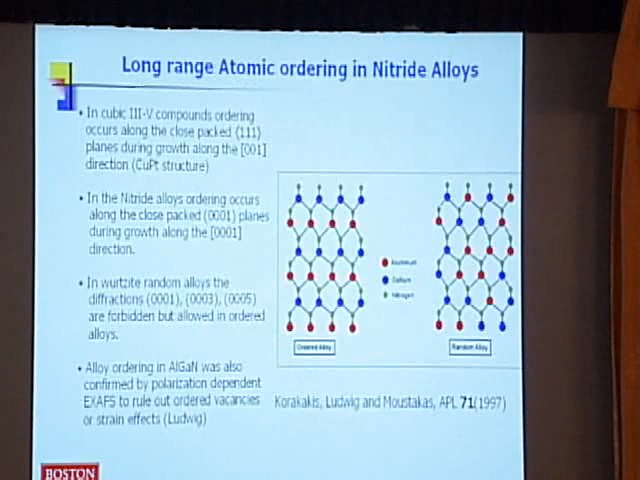 Long range Atomic ordering in Nitride Alloys
• In cubic III-V compounds ordering
occurs along the close packed {111}
planes during growth along the [001]
direction (CuPt structure)
• In the Nitride alloys ordering occurs
along the close packed (0001) planes
during growth along the [0001]
direction.
• In wurtzite random alloys the
diffractions (0001), (0003), (0005)
are forbidden but allowed in ordered
alloys.
• Alloy ordering in AlGaN was also
confirmed by polarization dependent
EXAFS to rule out ordered vacancies
or strain effects (Ludwig)
Aluminum
Gallium
Nitrogen
Ordered Alloy
Random Alloy
Korakakis, Ludwig and Moustakas, APL 71(1997)
BOSTON